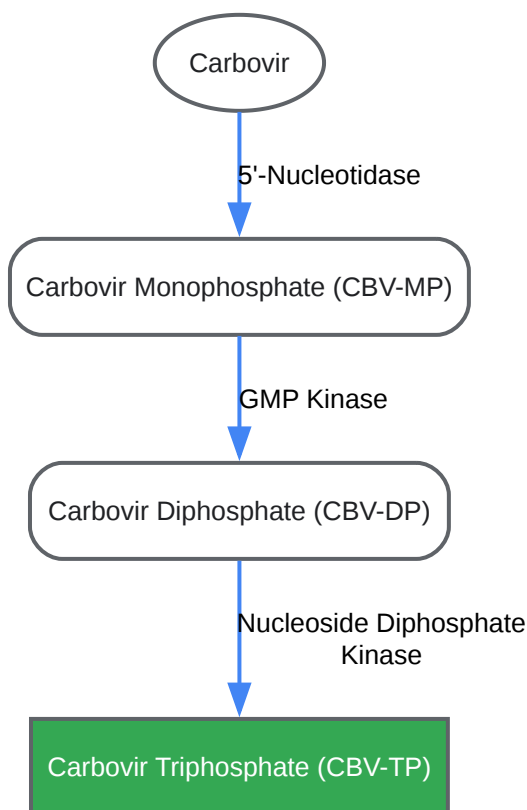 Carbovir
5'-Nucleotidase
Carbovir Monophosphate (CBV-MP)
GMP Kinase
Carbovir Diphosphate (CBV-DP)
Nucleoside Diphosphate
Kinase
Carbovir Triphosphate (CBV-TP)